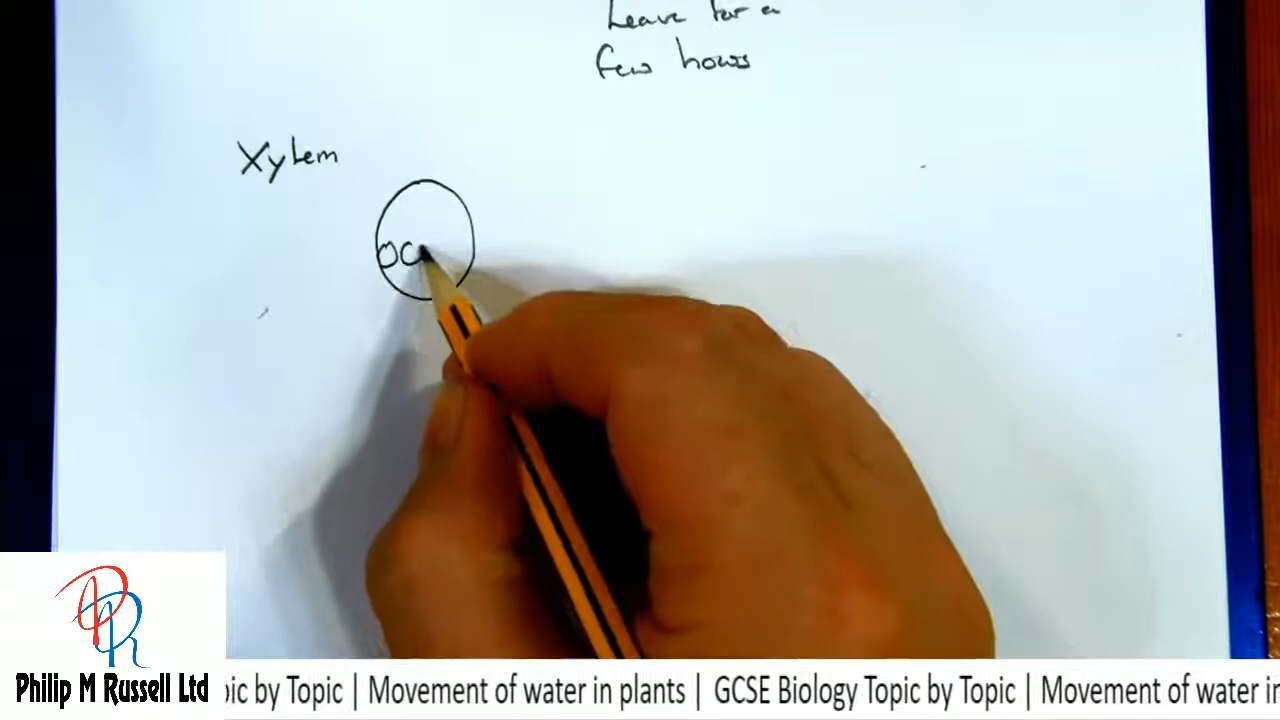 Leave for a
few hours
Xylem
Philip M Russell Ltd
pic by Topic | Movement of water in plants | GCSE Biology Topic by Topic | Movement of water in